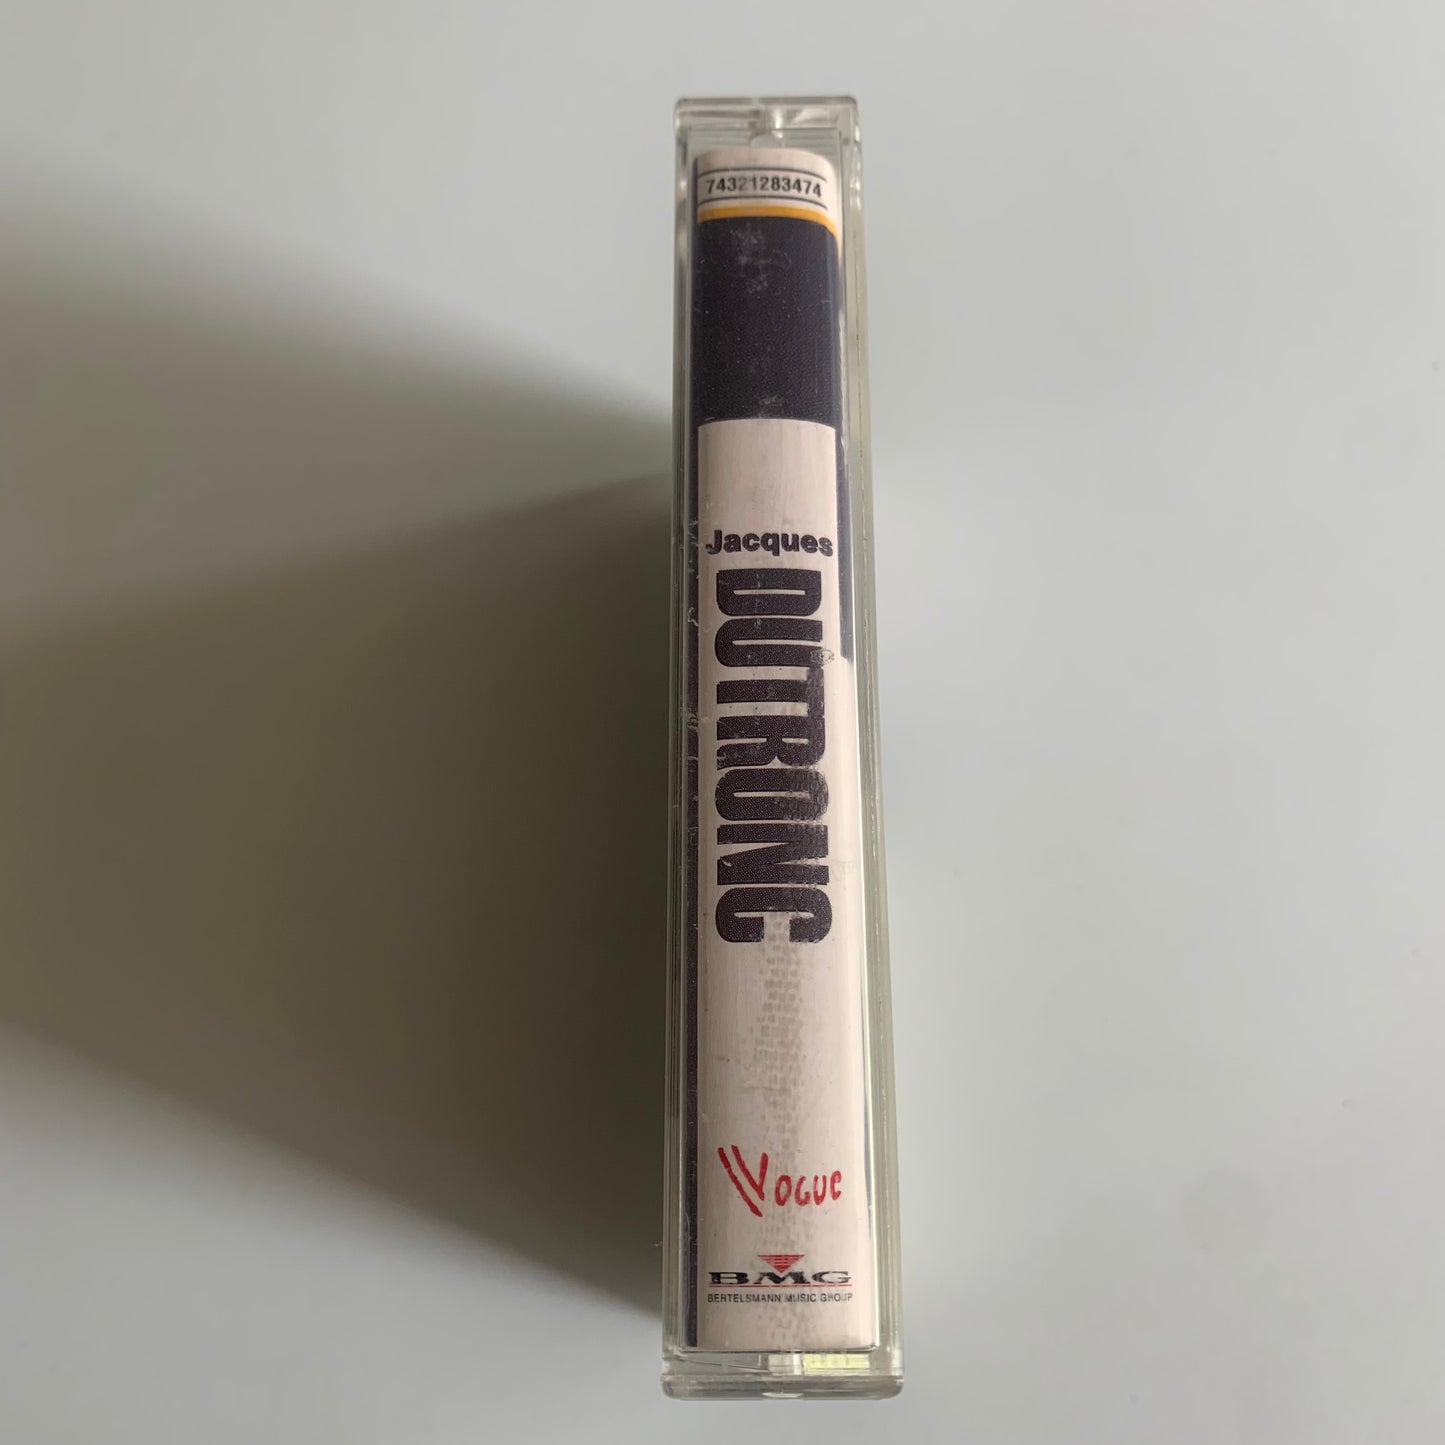 74321283474
Jacques
DUTRONC
VOGUE
BMG
BERTELSMANN MUSIC GROUP